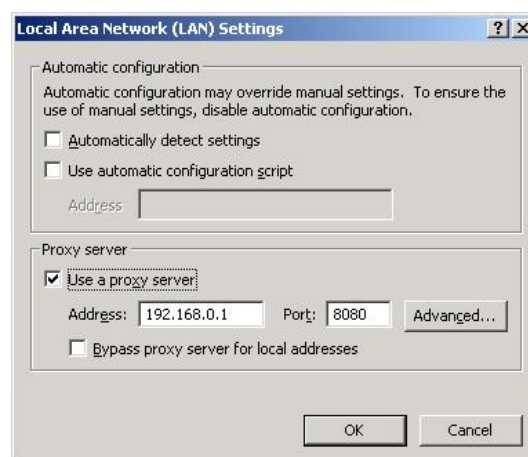 Local Area Network (LAN) Settings
Automatic configuration
Automatic configuration may override manual settings. To ensure the
use of manual settings, disable automatic configuration.
Automatically detect settings
Use automatic configuration script
Address
Proxy server
Use a proxy server
Address: 192.168.0.1 Port: 8080 Advanced...
Bypass proxy server for local addresses
OK Cancel